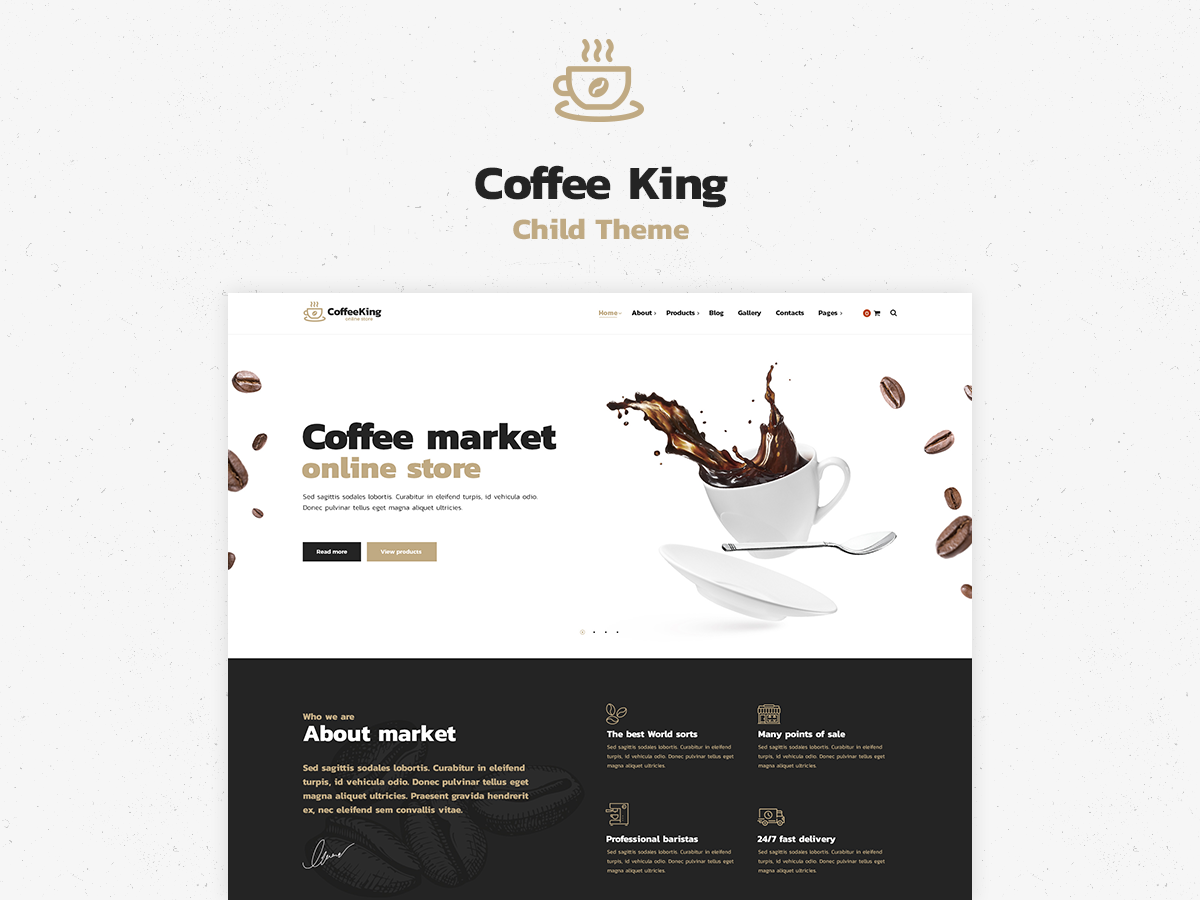 Coffee King
Child Theme
CoffeeKing
online store
Home
About
Products
Blog
Gallery
Contacts
Pages
0
Coffee market
online store
Sed sagittis sodales lobortis. Curabitur in eleifend turpis, id vehicula odio.
Donec pulvinar tellus eget magna aliquet ultricies.
Read more
View products
Who we are
About market
Sed sagittis sodales lobortis. Curabitur in eleifend
turpis, id vehicula odio. Donec pulvinar tellus eget
magna aliquet ultricies. Praesent gravida hendrerit
ex, nec eleifend sem convallis vitae.
The best World sorts
Sed sagittis sodales lobortis. Curabitur in eleifend
turpis, id vehicula odio. Donec pulvinar tellus eget
magna aliquet ultricies.
Many points of sale
Sed sagittis sodales lobortis. Curabitur in eleifend
turpis, id vehicula odio. Donec pulvinar tellus eget
magna aliquet ultricies.
Professional baristas
Sed sagittis sodales lobortis. Curabitur in eleifend
turpis, id vehicula odio. Donec pulvinar tellus eget
magna aliquet ultricies.
24/7 fast delivery
Sed sagittis sodales lobortis. Curabitur in eleifend
turpis, id vehicula odio. Donec pulvinar tellus eget
magna aliquet ultricies.